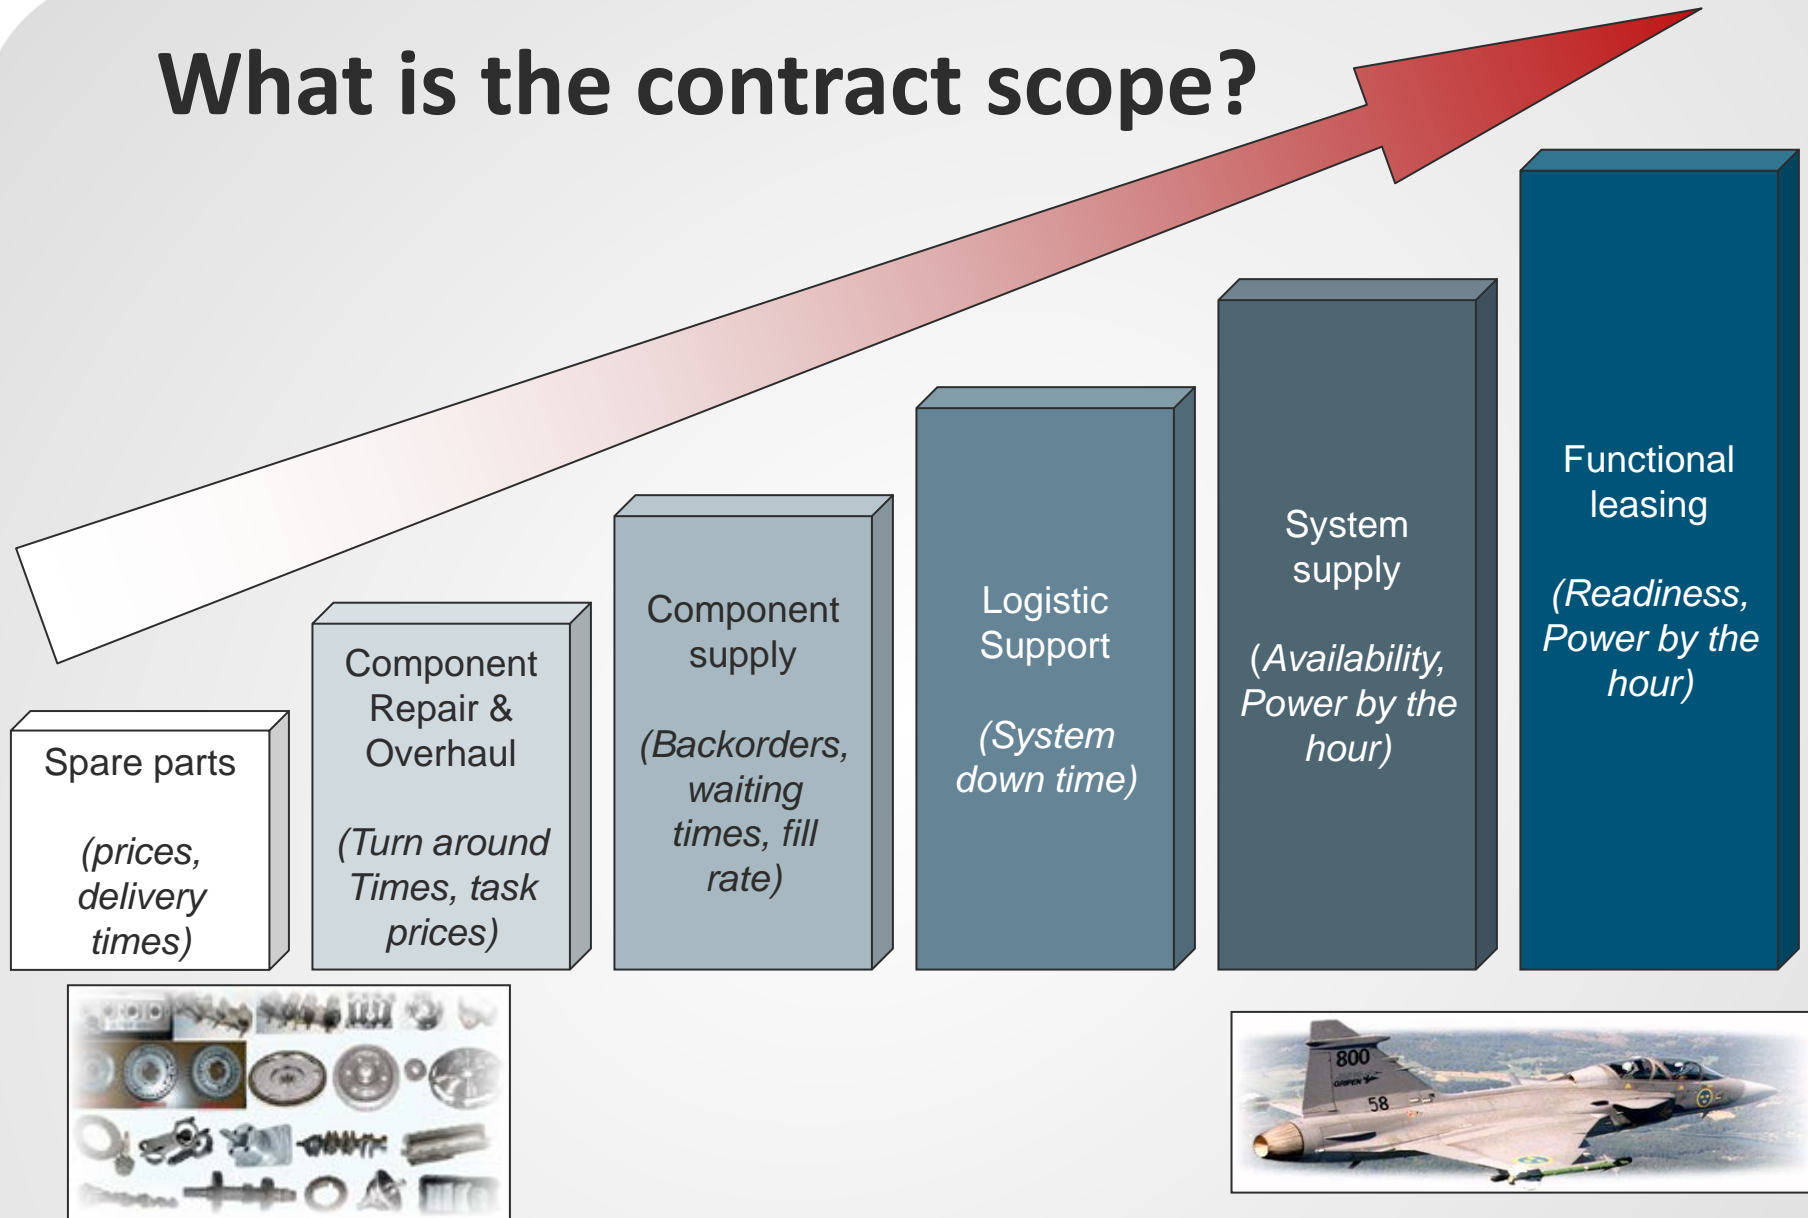 What is the contract scope?
Spare parts
(prices,
delivery
times)
Component
Repair &
Overhaul
(Turn around
Times, task
prices)
Component
supply
(Backorders,
waiting
times, fill
rate)
Logistic
Support
(System
down time)
System
supply
(Availability,
Power by the
hour)
Functional
leasing
(Readiness,
Power by the
hour)
800
GRIPEN
58